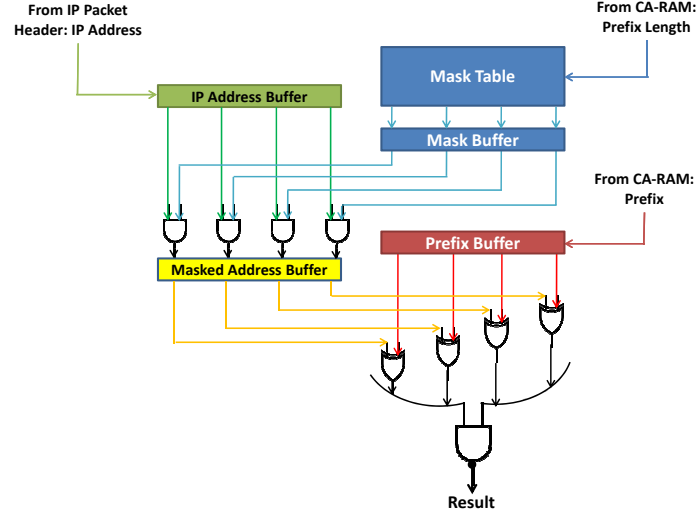 From IP Packet
Header: IP Address
From CA-RAM:
Prefix Length
Mask Table
IP Address Buffer
Mask Buffer
From CA-RAM:
Prefix
Prefix Buffer
Masked Address Buffer
Result